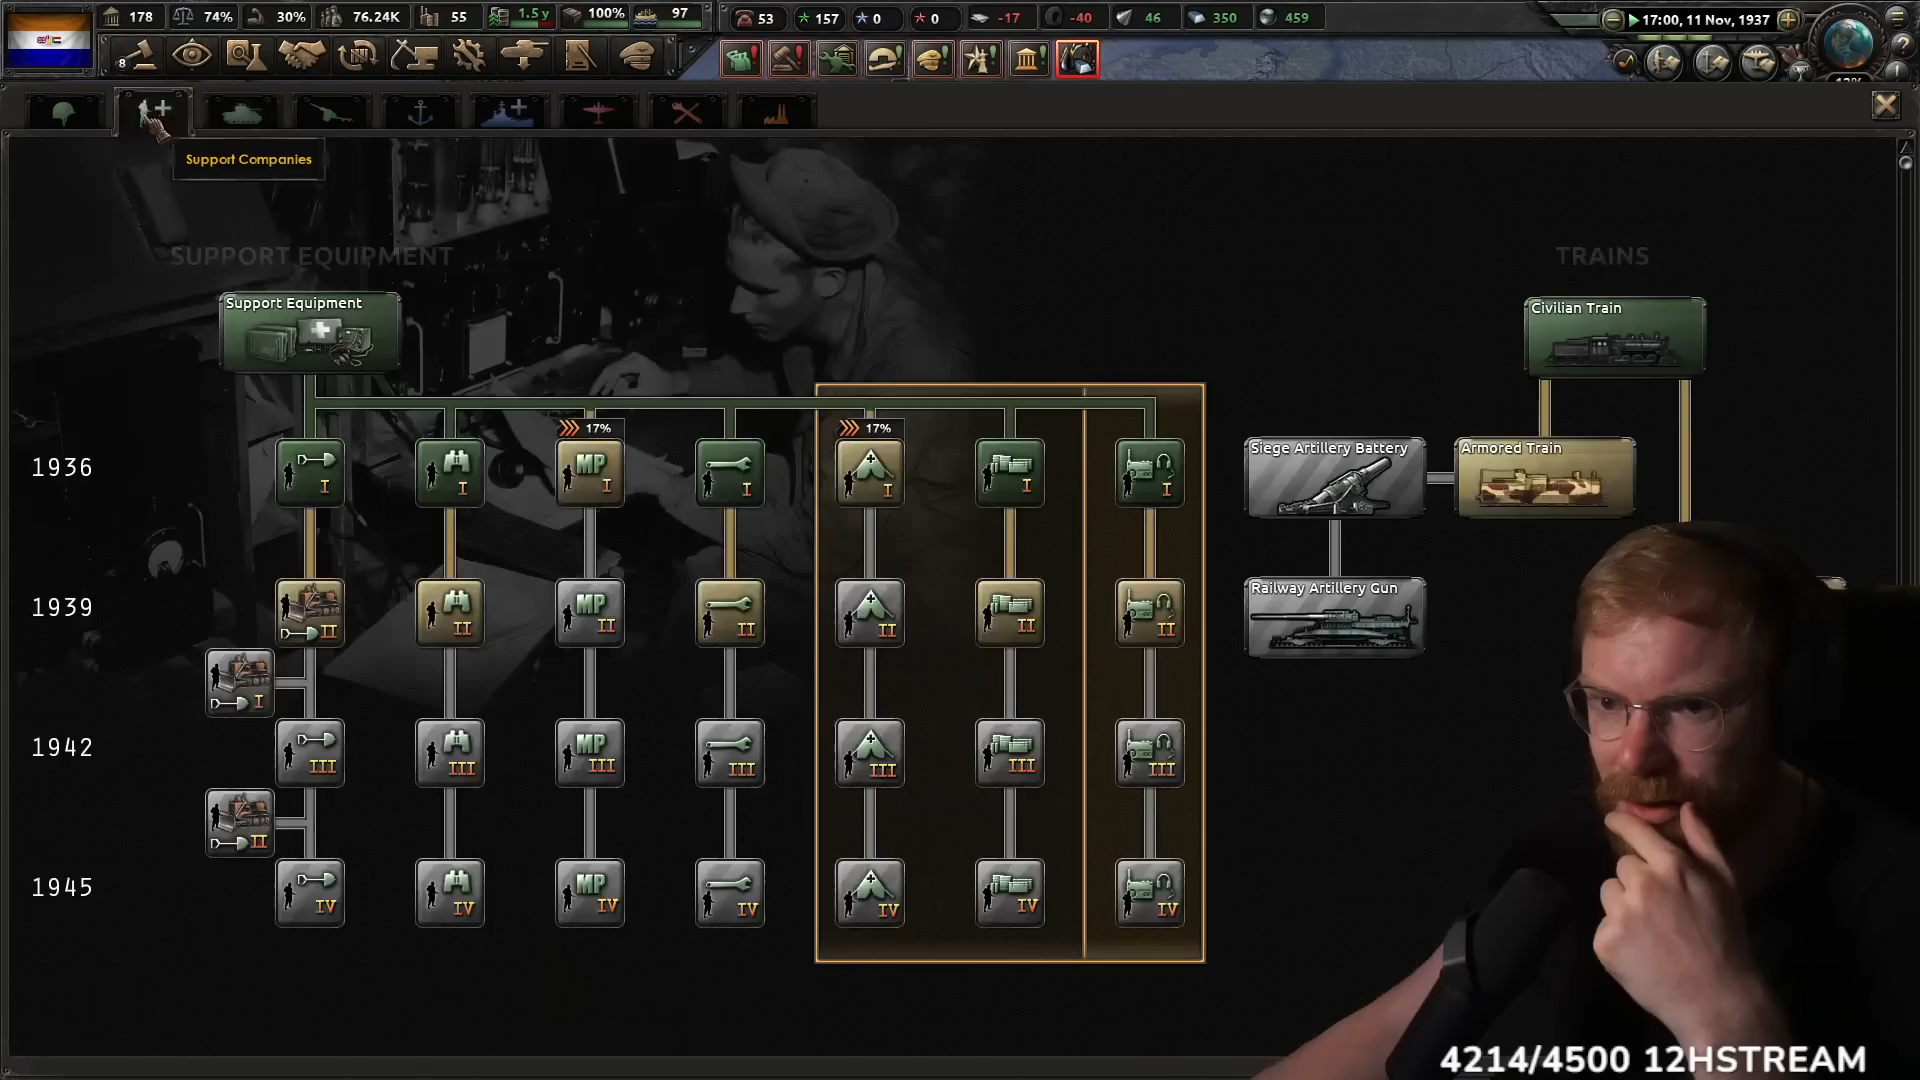 178 74% 30% 76.24K 55 1.5 y 100% 97 53 157 0 0 -17 -40 46 350 459 17:00, 11 Nov, 1937
8
Support Companies
SUPPORT EQUIPMENT
TRAINS
Support Equipment
Civilian Train
17% 17%
1936
I I MP I I I I I
Siege Artillery Battery
Armored Train
1939
II II MP II II II II II
Railway Artillery Gun
I
1942
III III MP III III III III III
II
1945
IV IV MP IV IV IV IV IV
4214/4500 12HSTREAM